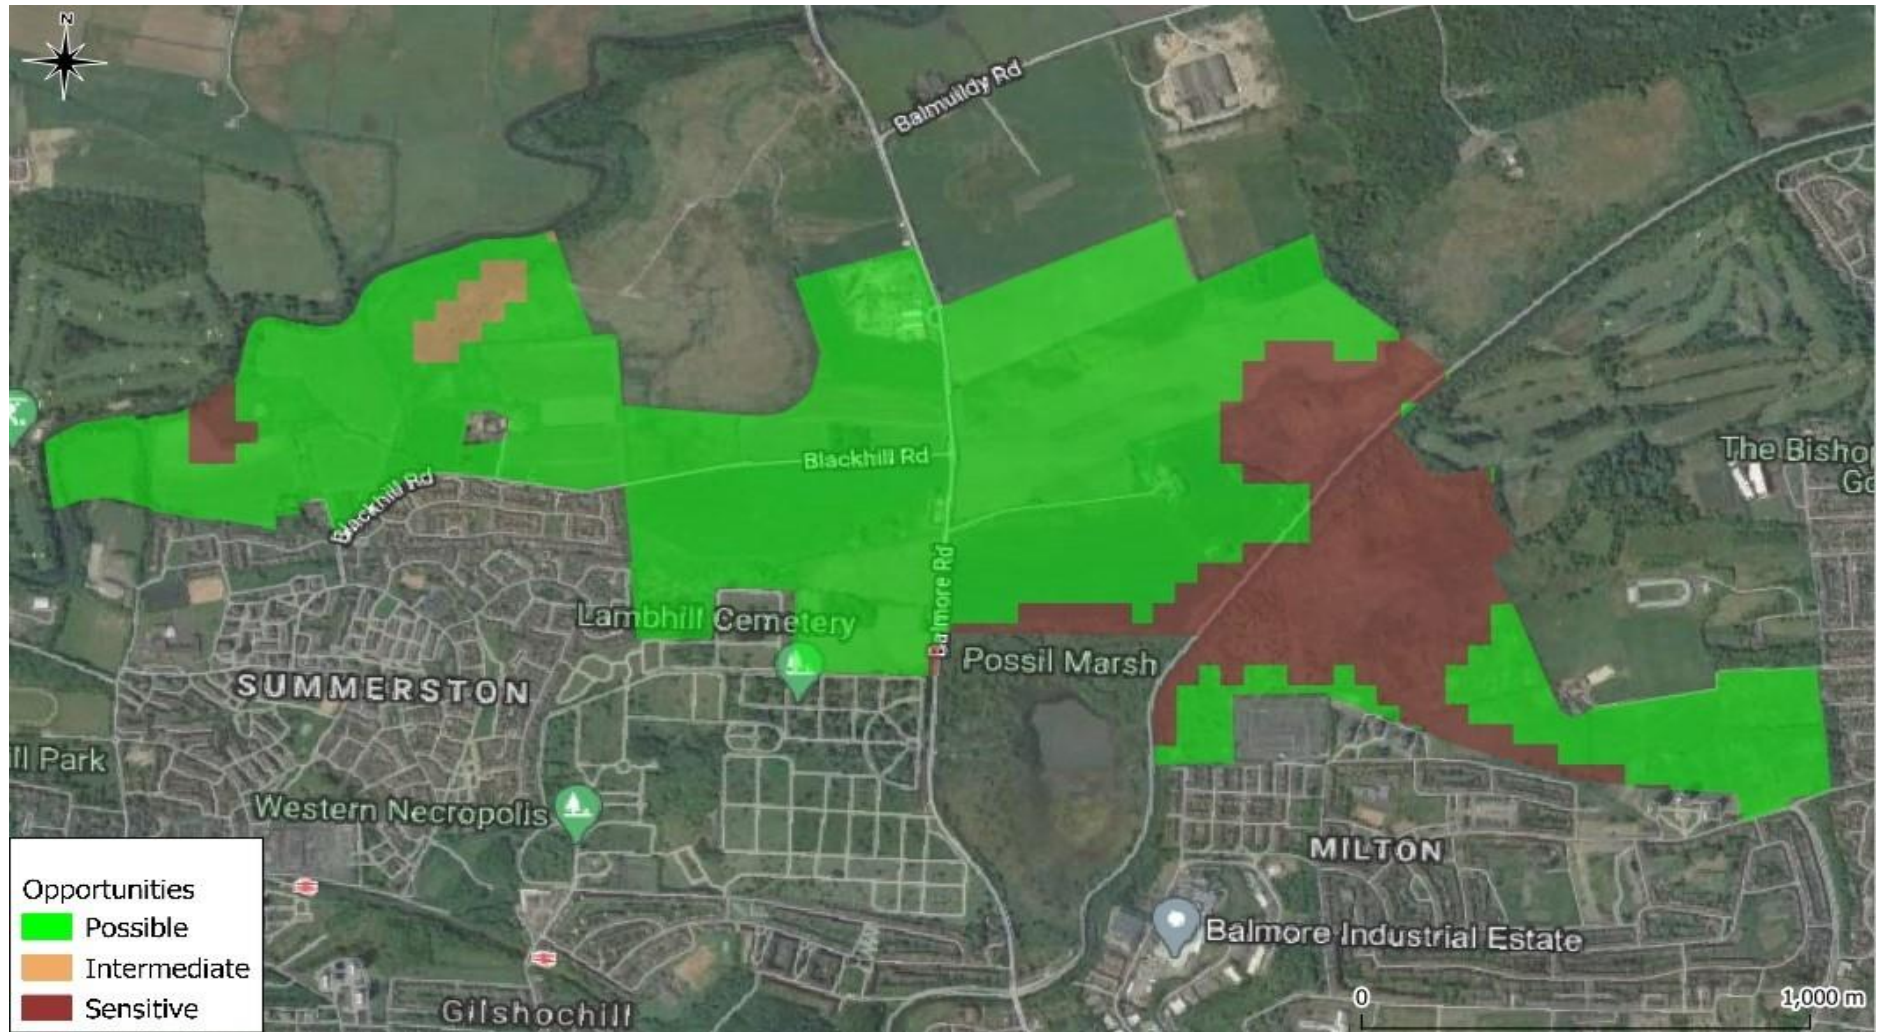 N
Balmuildy Rd
Blackhill Rd
Blackhill Rd
The Bishop
Go
Balmore Rd
Lambhill Cemetery
Possil Marsh
SUMMERSTON
ill Park
Western Necropolis
MILTON
Balmore Industrial Estate
Gilshochill
Opportunities
Possible
Intermediate
Sensitive
0 1,000 m